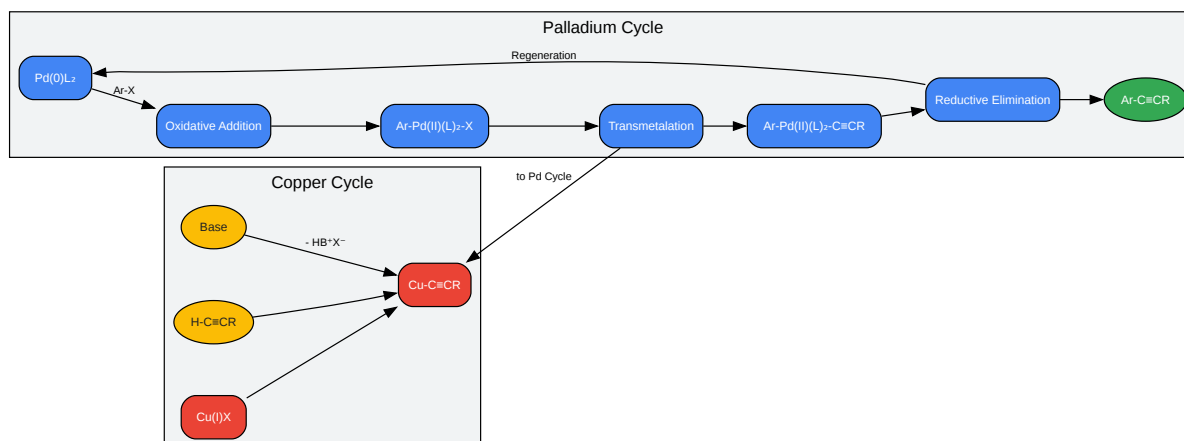 Palladium Cycle
Regeneration
Pd(0)L₂
Ar-X
Oxidative Addition
Ar-Pd(II)(L)₂-X
Transmetalation
Ar-Pd(II)(L)₂-C≡CR
Reductive Elimination
Ar-C≡CR
to Pd Cycle
Copper Cycle
Base
- HB⁺X⁻
Cu-C≡CR
H-C≡CR
Cu(I)X